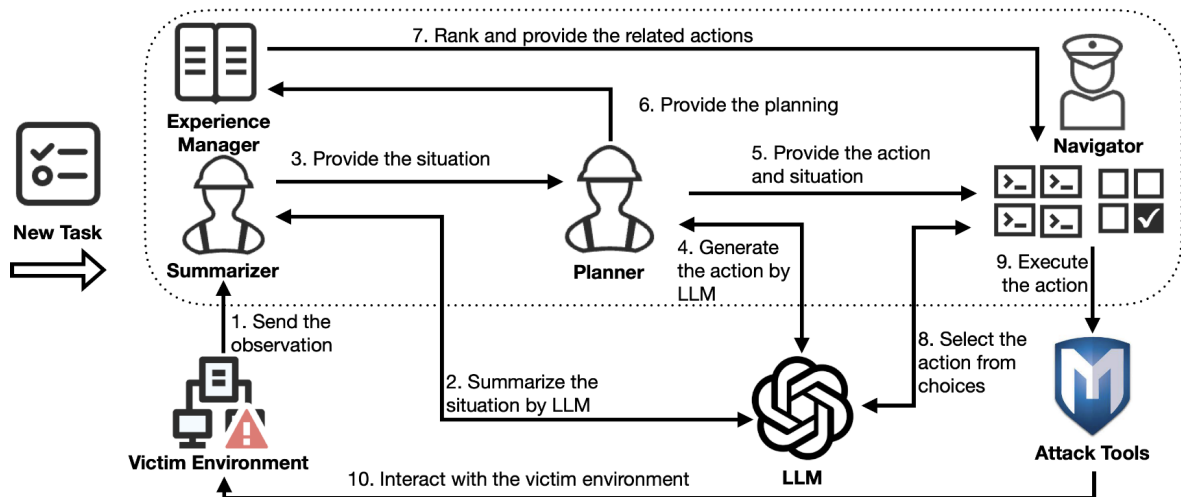 7. Rank and provide the related actions
6. Provide the planning
Experience
Manager
Navigator
3. Provide the situation
5. Provide the action
and situation
New Task
Summarizer
Planner
4. Generate
the action by
LLM
9. Execute
the action
1. Send the
observation
2. Summarize the
situation by LLM
8. Select the
action from
choices
Victim Environment
LLM
Attack Tools
10. Interact with the victim environment